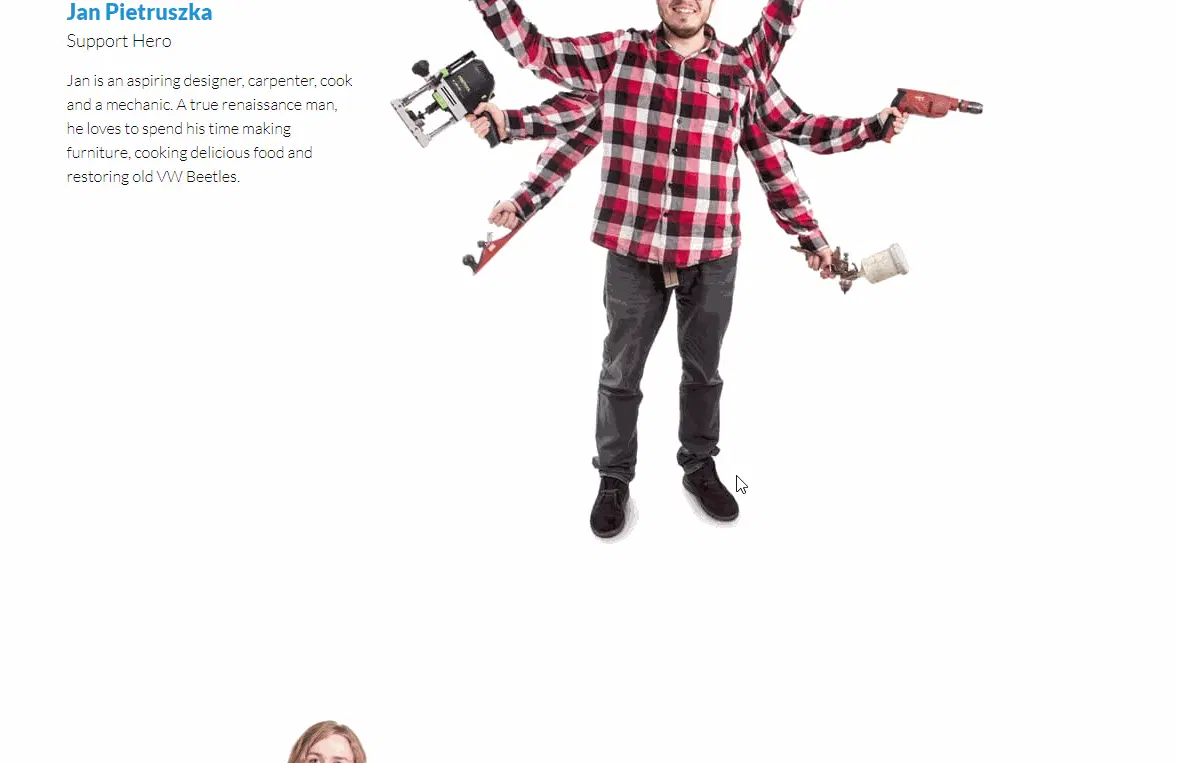 Jan Pietruszka
Support Hero
Jan is an aspiring designer, carpenter, cook
and a mechanic. A true renaissance man,
he loves to spend his time making
furniture cooking delicious food and
restoring old VW Beetles.